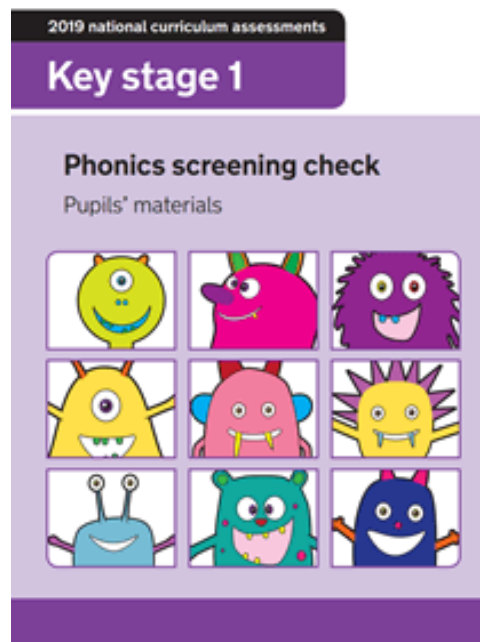 2019 national curriculum assessments
Key stage 1
Phonics screening check
Pupils’ materials